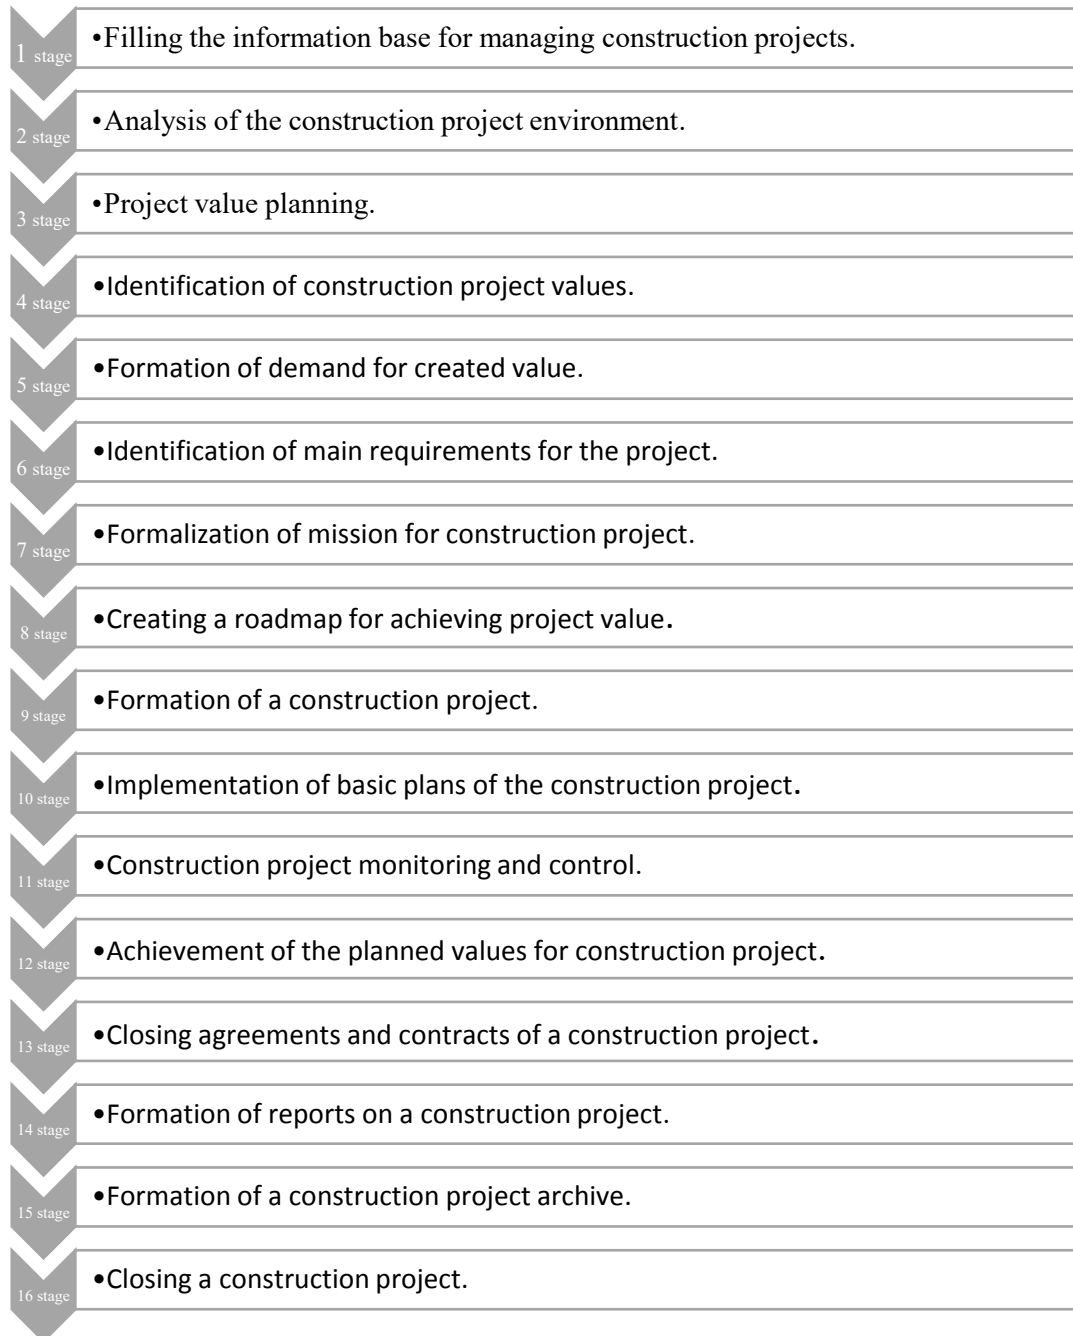 1 stage
•Filling the information base for managing construction projects.
2 stage
•Analysis of the construction project environment.
3 stage
•Project value planning.
4 stage
•Identification of construction project values.
5 stage
•Formation of demand for created value.
6 stage
•Identification of main requirements for the project.
7 stage
•Formalization of mission for construction project.
8 stage
•Creating a roadmap for achieving project value.
9 stage
•Formation of a construction project.
10 stage
•Implementation of basic plans of the construction project.
11 stage
•Construction project monitoring and control.
12 stage
•Achievement of the planned values for construction project.
13 stage
•Closing agreements and contracts of a construction project.
14 stage
•Formation of reports on a construction project.
15 stage
•Formation of a construction project archive.
16 stage
•Closing a construction project.